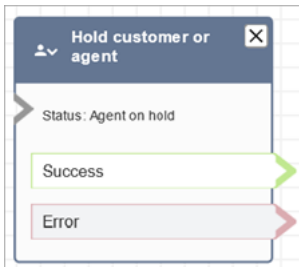 Hold customer or
agent
Status: Agent on hold
Success
Error